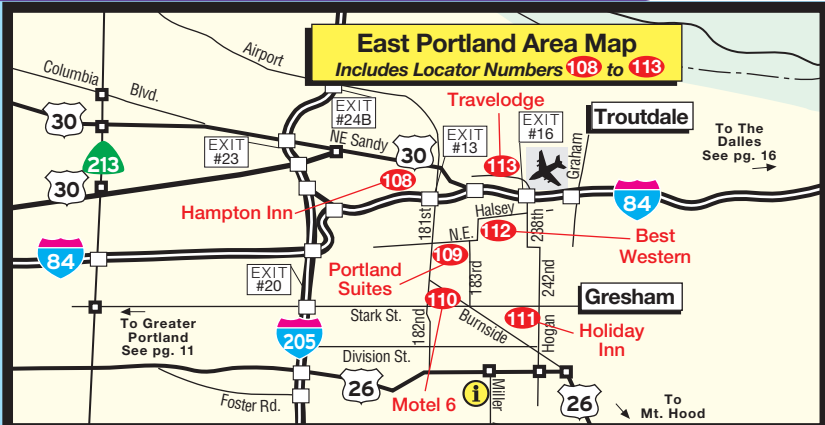 East Portland Area Map
Includes Locator Numbers 108 to 113
Airport
Columbia
Blvd.
Travelodge
EXIT
#24B
EXIT
#13
EXIT
#16
Troutdale
30
NE Sandy
30
EXIT
#23
213
113
Graham
To The
Dalles
See pg. 16
30
108
Hampton Inn
84
181st
Halsey
238th
N.E.
112
Best
Western
84
109
Portland
Suites
183rd
242nd
EXIT
#20
110
Gresham
Stark St.
Burnside
111
Hogan
Holiday
Inn
To Greater
Portland
See pg. 11
205
182nd
Division St.
26
Foster Rd.
Motel 6
i
Miller
26
To
Mt. Hood